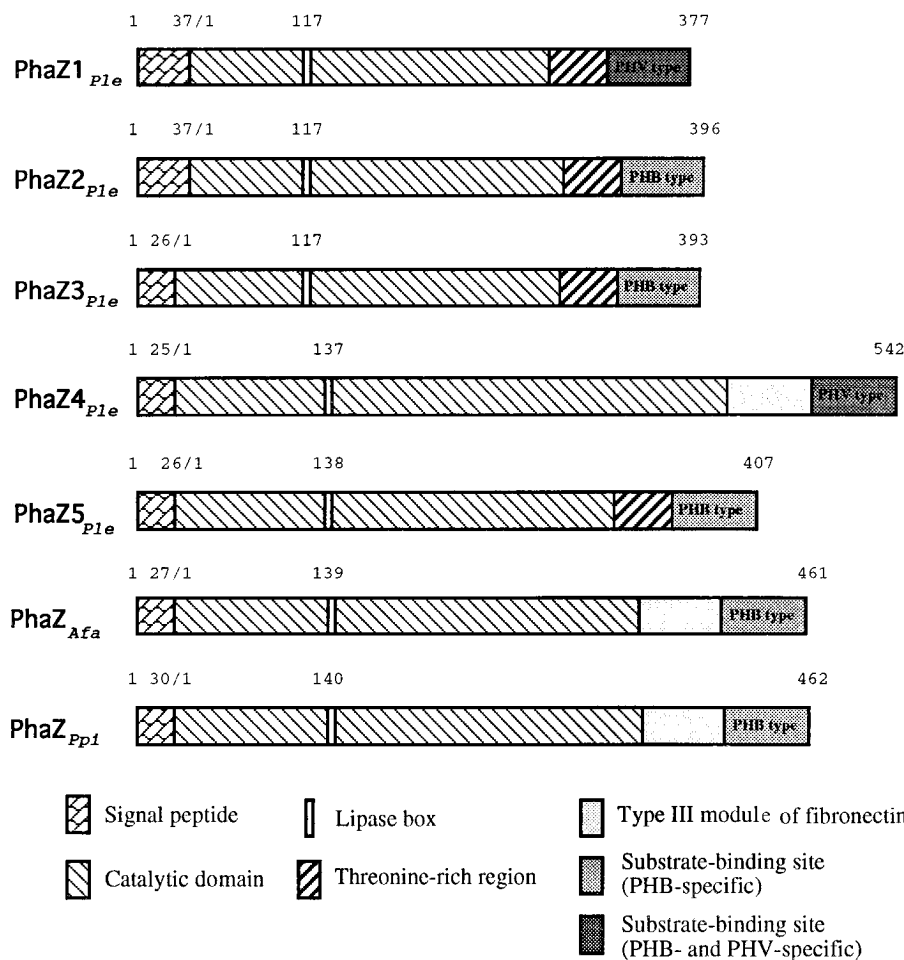 1 37/1 117 377
PhaZ1Ple PHV type
1 37/1 117 396
PhaZ2Ple PHB type
1 26/1 117 393
PhaZ3Ple PHB type
1 25/1 137 542
PhaZ4Ple PHV type
1 26/1 138 407
PhaZ5Ple PHB type
1 27/1 139 461
PhaZAfa PHB type
1 30/1 140 462
PhaZPpi PHB type
Signal peptide
Lipase box
Type III module of fibronectin
Catalytic domain
Threonine-rich region
Substrate-binding site
(PHB-specific)
Substrate-binding site
(PHB- and PHV-specific)